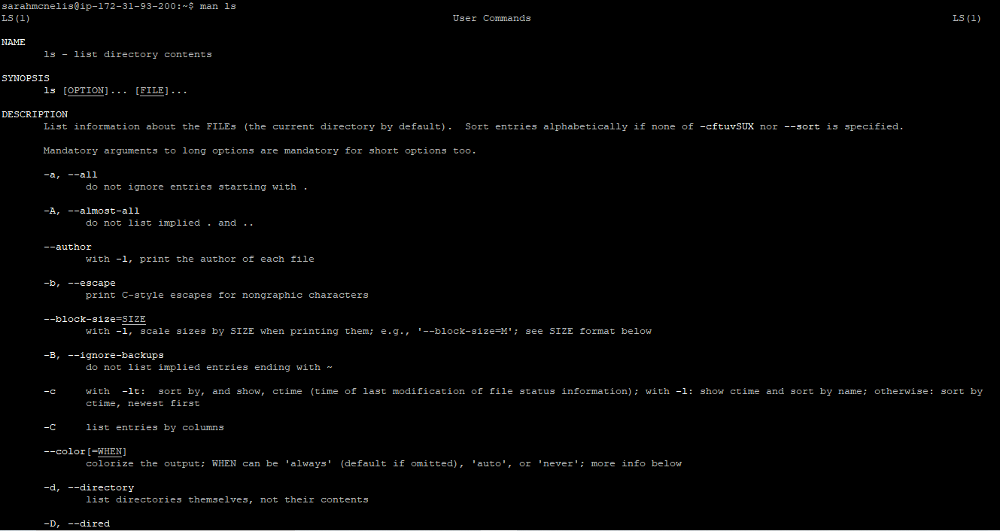 sarahmcnelis@ip-172-31-93-200:~$ man ls
LS(1) User Commands LS(1)
NAME
ls - list directory contents
SYNOPSIS
ls [OPTION]... [FILE]...
DESCRIPTION
List information about the FILEs (the current directory by default). Sort entries alphabetically if none of -cftuvSUX nor --sort is specified.
Mandatory arguments to long options are mandatory for short options too.
-a, --all
do not ignore entries starting with .
-A, --almost-all
do not list implied . and ..
--author
with -l, print the author of each file
-b, --escape
print C-style escapes for nongraphic characters
--block-size=SIZE
with -l, scale sizes by SIZE when printing them; e.g., '--block-size=M'; see SIZE format below
-B, --ignore-backups
do not list implied entries ending with ~
-c with -lt: sort by, and show, ctime (time of last modification of file status information); with -l: show ctime and sort by name; otherwise: sort by
ctime, newest first
-C list entries by columns
--color[=WHEN]
colorize the output; WHEN can be 'always' (default if omitted), 'auto', or 'never'; more info below
-d, --directory
list directories themselves, not their contents
-D, --dired